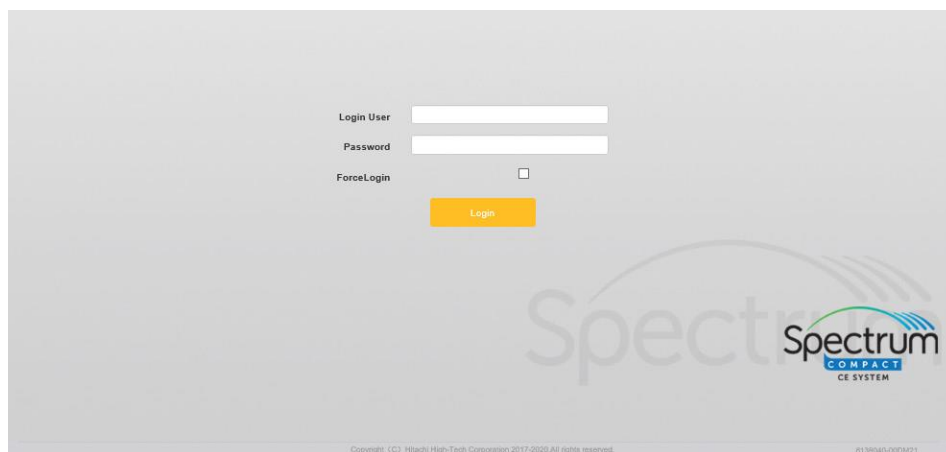 Login User
Password
ForceLogin
Login
Spectrum
Spectrum
COMPACT
CE SYSTEM
Copyright (C) Hitachi High-Tech Corporation 2017-2020 All rights reserved.